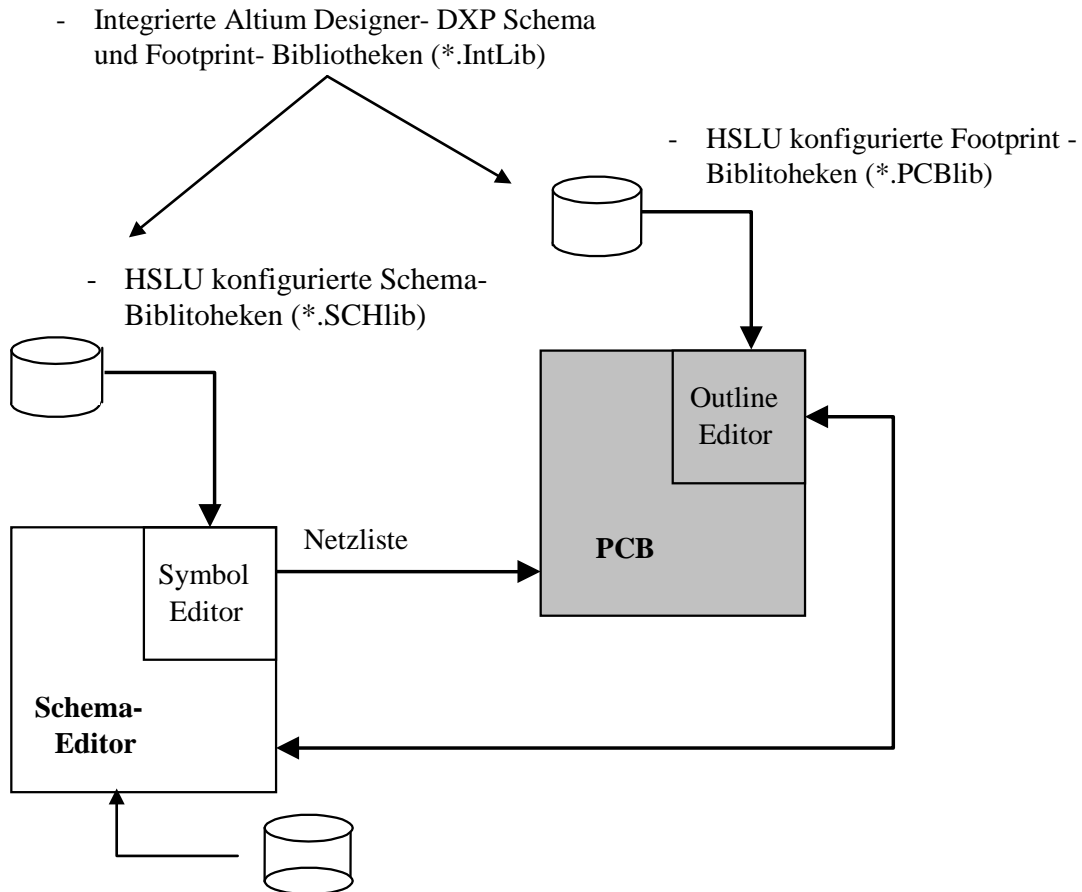 - Integrierte Altium Designer- DXP Schema
und Footprint- Bibliotheken (*.IntLib)
- HSLU konfigurierte Footprint -
Biblitoheken (*.PCBlib)
- HSLU konfigurierte Schema-
Biblitoheken (*.SCHlib)
Outline
Editor
Netzliste
PCB
Symbol
Editor
Schema-
Editor